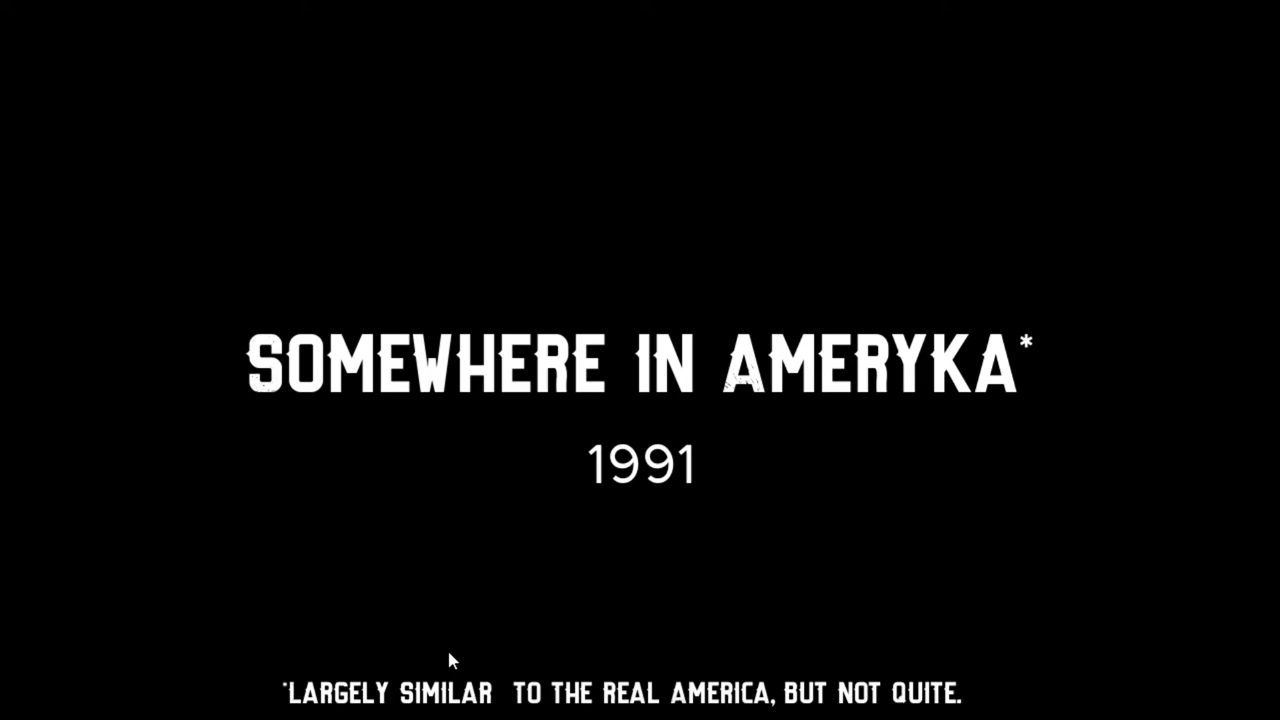 SOMEWHERE IN AMERYKA*
1991
*LARGELY SIMILAR TO THE REAL AMERICA, BUT NOT QUITE.